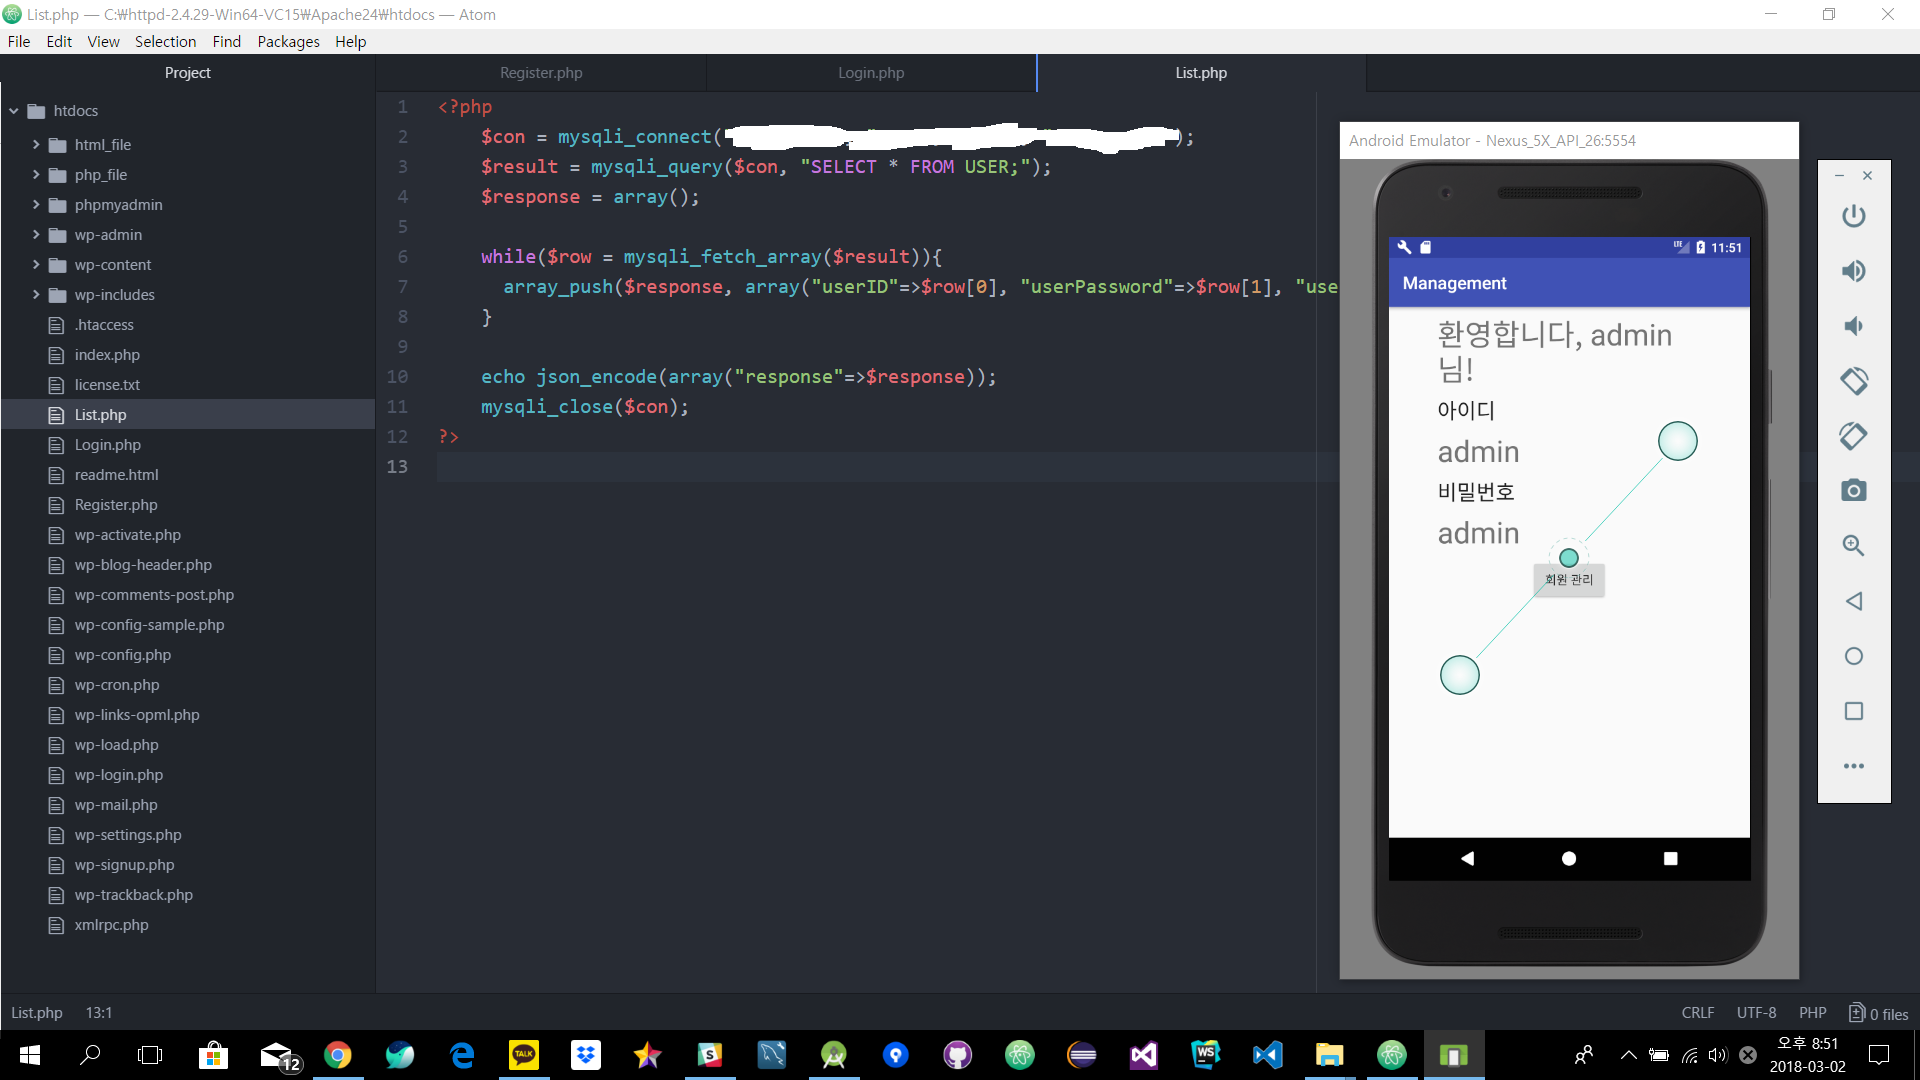 List.php — C:₩httpd-2.4.29-Win64-VC15₩Apache24₩htdocs — Atom
File Edit View Selection Find Packages Help
Project
htdocs
html_file
php_file
phpmyadmin
wp-admin
wp-content
wp-includes
.htaccess
index.php
license.txt
List.php
Login.php
readme.html
Register.php
wp-activate.php
wp-blog-header.php
wp-comments-post.php
wp-config-sample.php
wp-config.php
wp-cron.php
wp-links-opml.php
wp-load.php
wp-login.php
wp-mail.php
wp-settings.php
wp-signup.php
wp-trackback.php
xmlrpc.php
Register.php Login.php List.php
1 <?php
2 $con = mysqli_connect( );
3 $result = mysqli_query($con, "SELECT * FROM USER;");
4 $response = array();
5
6 while($row = mysqli_fetch_array($result)){
7 array_push($response, array("userID"=>$row[0], "userPassword"=>$row[1], "use
8 }
9
10 echo json_encode(array("response"=>$response));
11 mysqli_close($con);
12 ?>
13
Android Emulator - Nexus_5X_API_26:5554
LTE 11:51
Management
환영합니다, admin
님!
아이디
admin
비밀번호
admin
회원 관리
List.php 13:1 CRLF UTF-8 PHP 0 files
12
TALK
S
WS
오후 8:51
2018-03-02